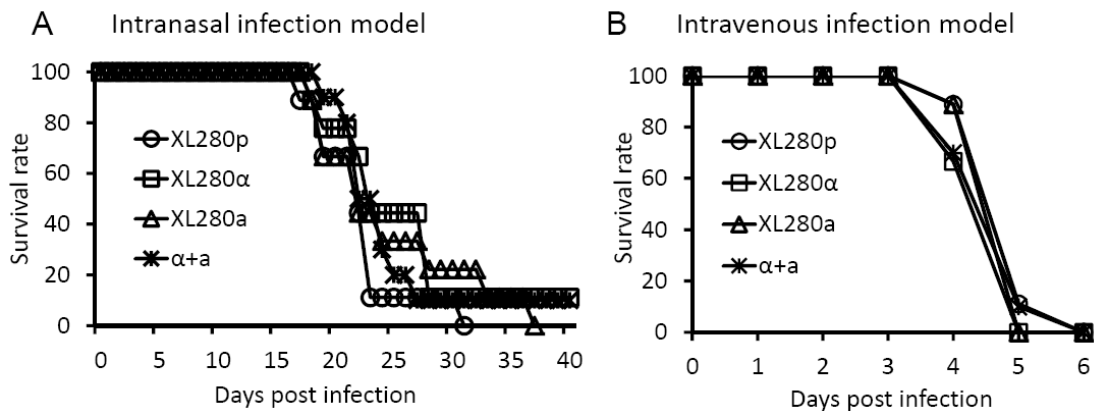 A Intranasal infection model
Survival rate
100
80
60
40
20
0
XL280p
XL280α
XL280a
α+a
0 5 10 15 20 25 30 35 40
Days post infection
B Intravenous infection model
Survival rate
100
80
60
40
20
0
XL280p
XL280α
XL280a
α+a
0 1 2 3 4 5 6
Days post infection